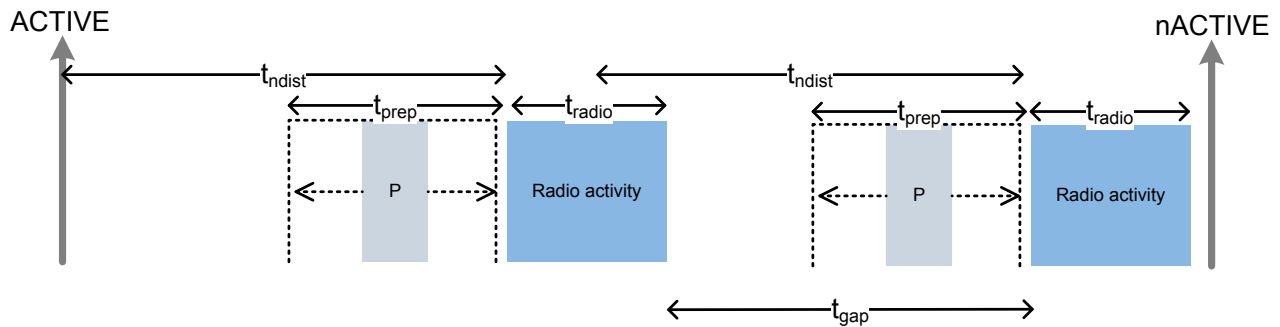 ACTIVE
nACTIVE
tndist
tndist
tprep
tradio
tprep
tradio
P
Radio activity
P
Radio activity
tgap